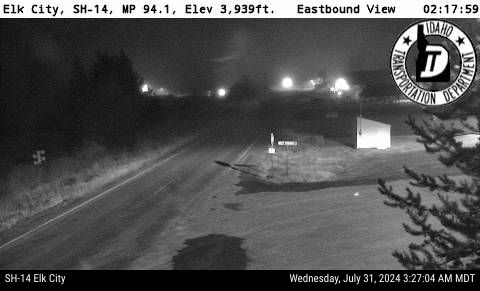 Elk City, SH-14, MP 94.1, Elev 3,939ft. Eastbound View 02:17:59
IDAHO
TRANSPORTATION DEPARTMENT
SH-14 Elk City Wednesday, July 31, 2024 3:27:04 AM MDT